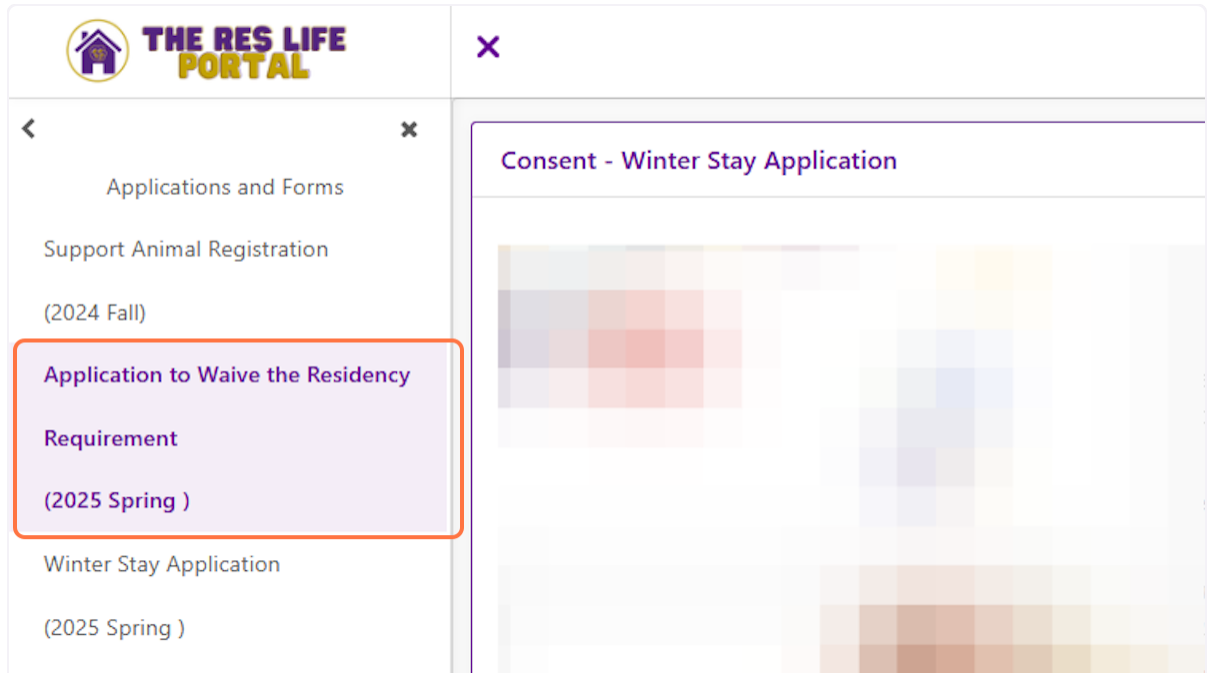 THE RES LIFE
PORTAL
Applications and Forms
Support Animal Registration
(2024 Fall)
Application to Waive the Residency
Requirement
(2025 Spring )
Winter Stay Application
(2025 Spring )
Consent - Winter Stay Application